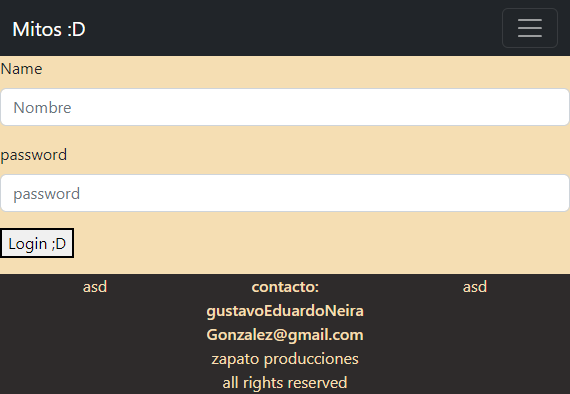 Mitos :D
Name
Nombre
password
password
Login ;D
asd
contacto:
gustavoEduardoNeira
Gonzalez@gmail.com
zapato producciones
all rights reserved
asd